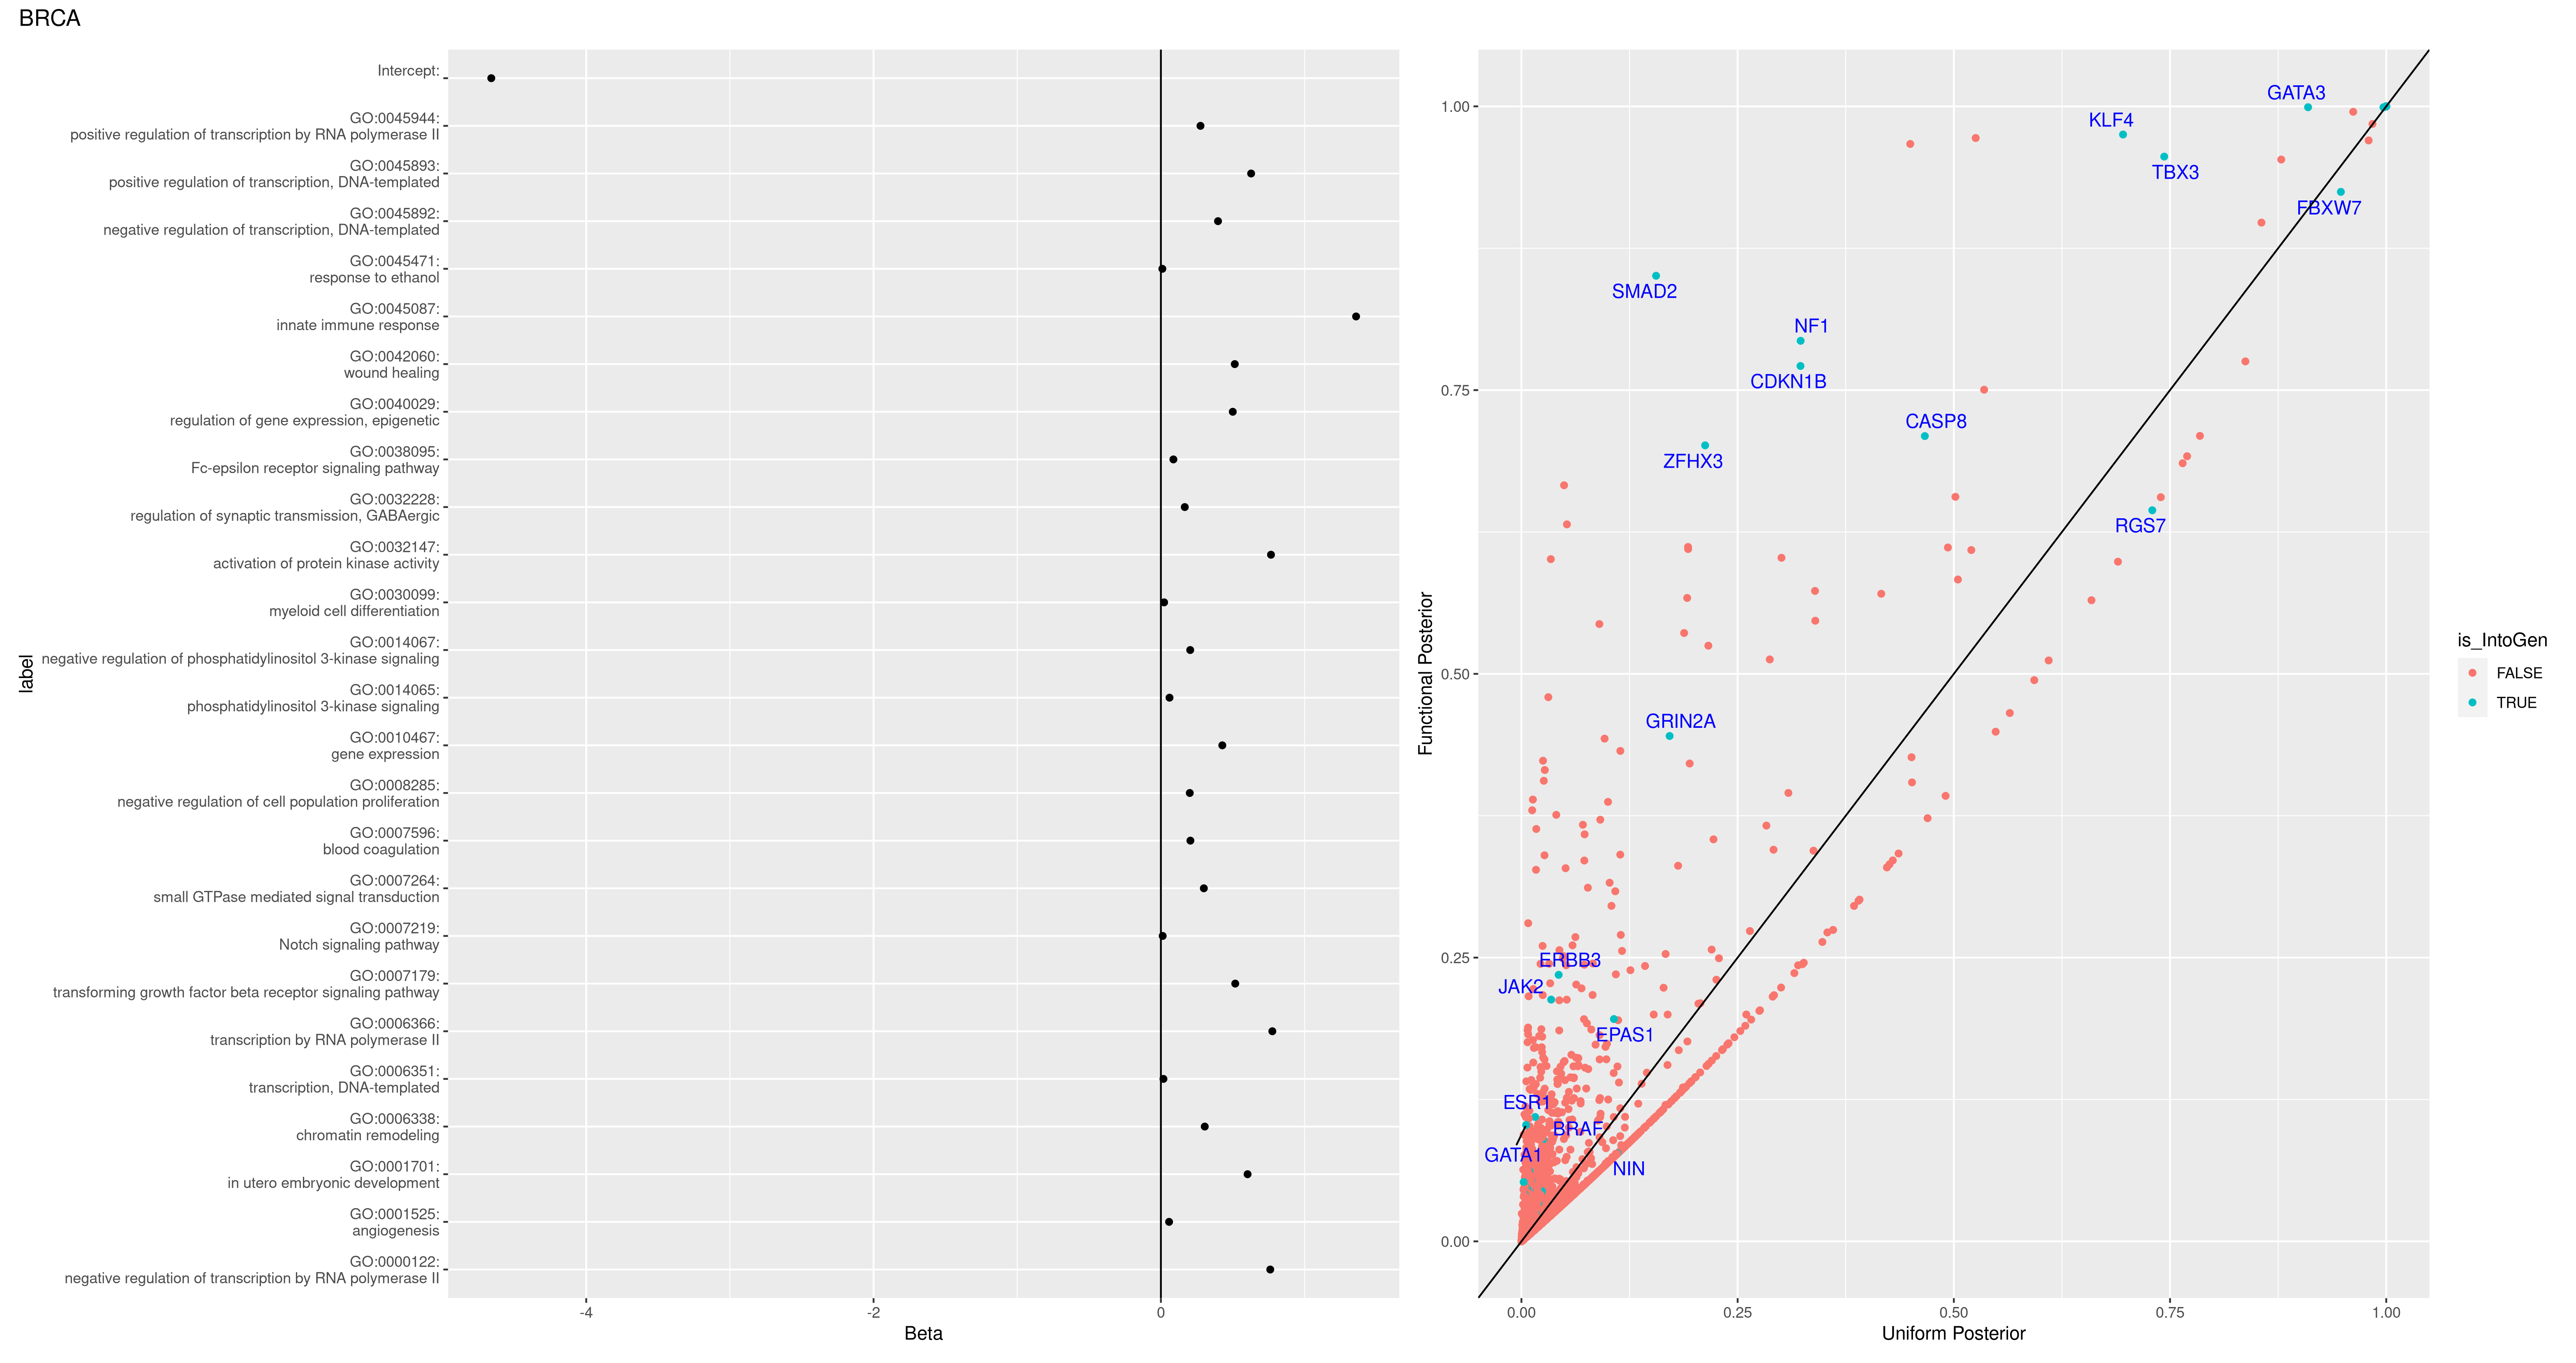 BRCA
Intercept:
GO:0045944:
positive regulation of transcription by RNA polymerase II
GO:0045893:
positive regulation of transcription, DNA-templated
GO:0045892:
negative regulation of transcription, DNA-templated
GO:0045471:
response to ethanol
GO:0045087:
innate immune response
GO:0042060:
wound healing
GO:0040029:
regulation of gene expression, epigenetic
GO:0038095:
Fc-epsilon receptor signaling pathway
GO:0032228:
regulation of synaptic transmission, GABAergic
GO:0032147:
activation of protein kinase activity
GO:0030099:
myeloid cell differentiation
GO:0014067:
negative regulation of phosphatidylinositol 3-kinase signaling
GO:0014065:
phosphatidylinositol 3-kinase signaling
GO:0010467:
gene expression
GO:0008285:
negative regulation of cell population proliferation
GO:0007596:
blood coagulation
GO:0007264:
small GTPase mediated signal transduction
GO:0007219:
Notch signaling pathway
GO:0007179:
transforming growth factor beta receptor signaling pathway
GO:0006366:
transcription by RNA polymerase II
GO:0006351:
transcription, DNA-templated
GO:0006338:
chromatin remodeling
GO:0001701:
in utero embryonic development
GO:0001525:
angiogenesis
GO:0000122:
negative regulation of transcription by RNA polymerase II
label
-4
-2
0
Beta
1.00
0.75
0.50
0.25
0.00
Functional Posterior
GATA3
KLF4
TBX3
FBXW7
SMAD2
NF1
CDKN1B
CASP8
ZFHX3
RGS7
GRIN2A
ERBB3
JAK2
EPAS1
ESR1
BRAF
GATA1
NIN
0.00
0.25
0.50
0.75
1.00
Uniform Posterior
is_IntoGen
FALSE
TRUE